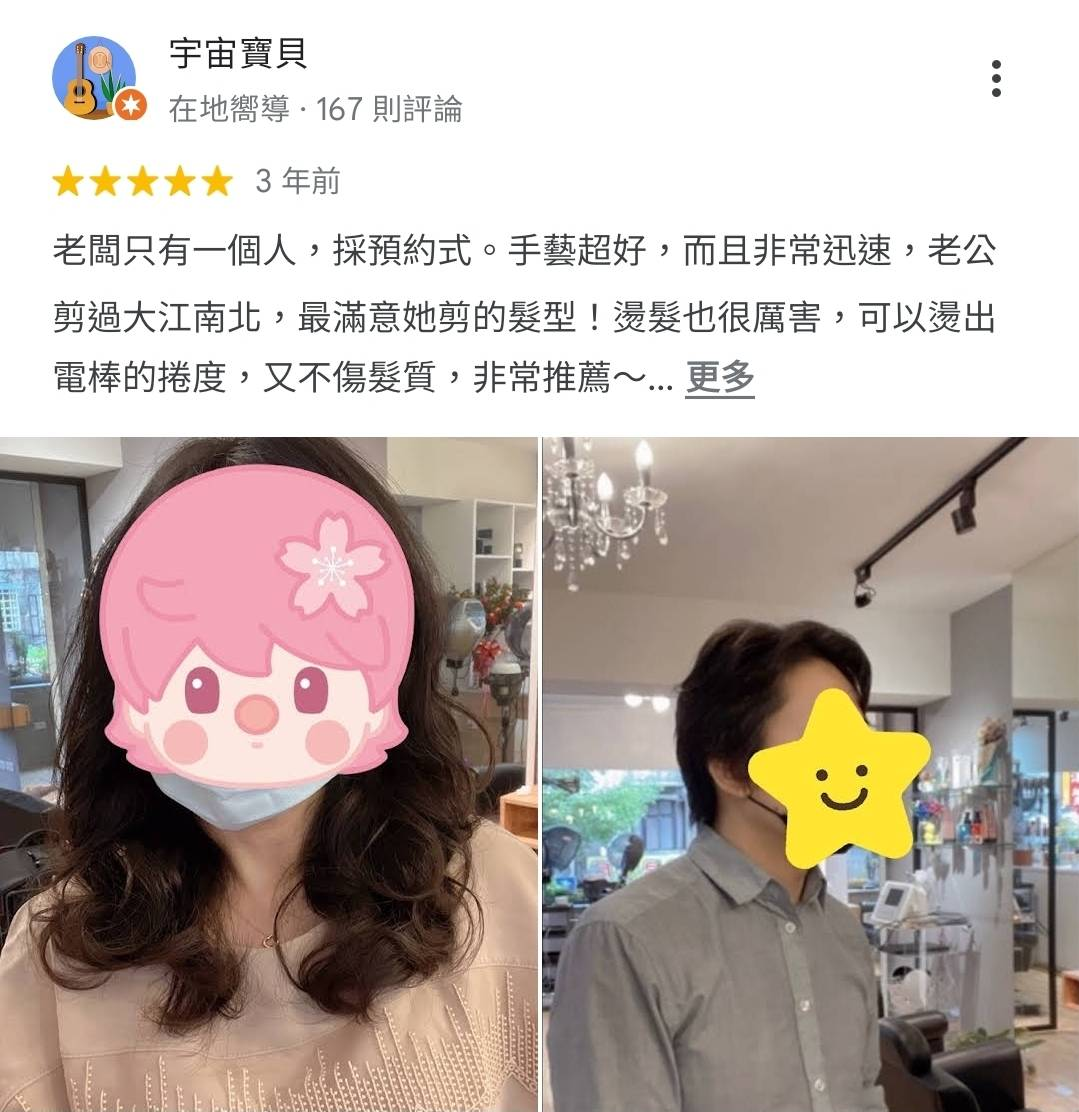 宇宙寶貝
在地嚮導 · 167 則評論
3 年前
老闆只有一個人，採預約式。手藝超好，而且非常迅速，老公
剪過大江南北，最滿意她剪的髮型！燙髮也很厲害，可以燙出
電棒的捲度，又不傷髮質，非常推薦～... 更多